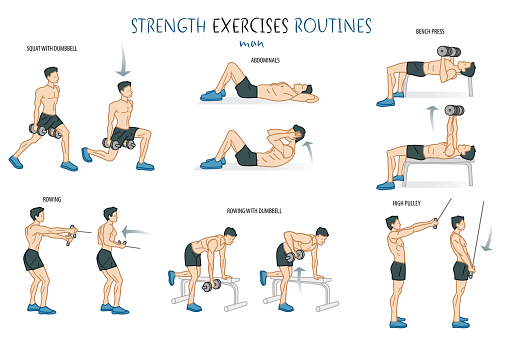 STRENGTH EXERCISES ROUTINES
man
SQUAT WITH DUMBBELL
ABDOMINALS
BENCH PRESS
ROWING
ROWING WITH DUMBBELL
HIGH PULLEY